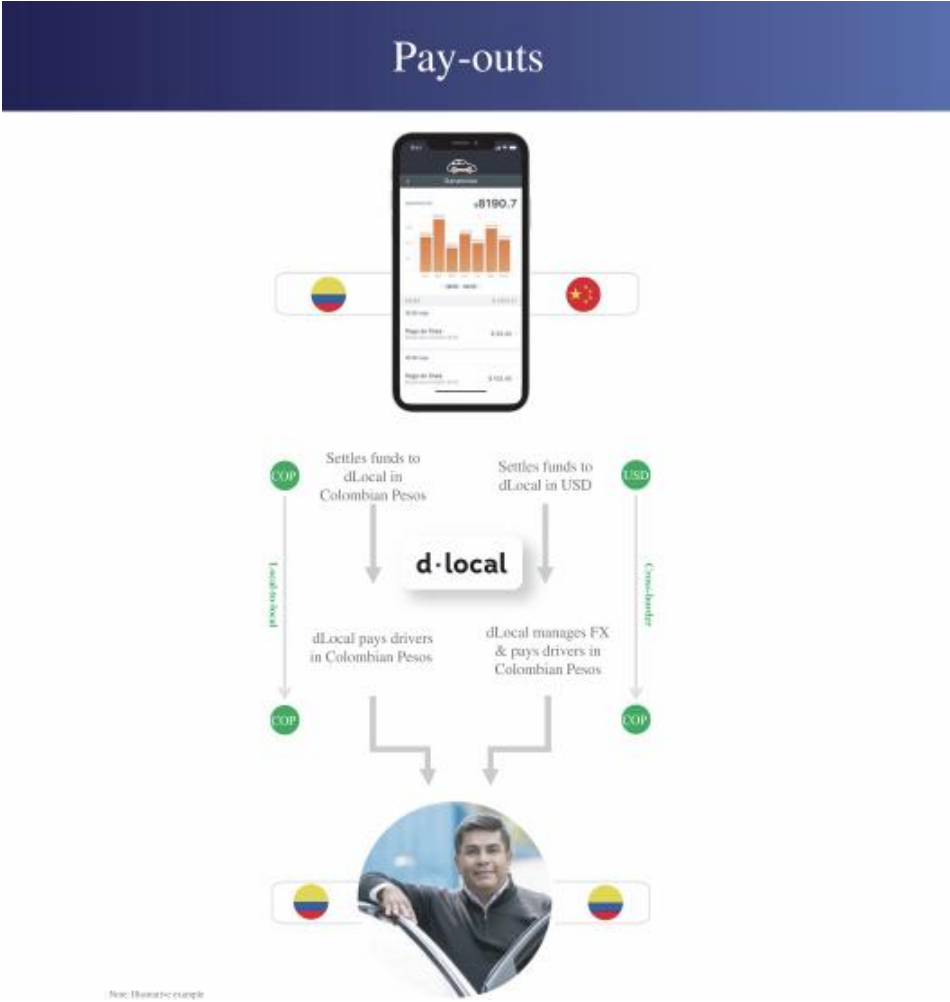 Pay-outs
$8190.7
Settles funds to
dLocal in
Colombian Pesos
Settles funds to
dLocal in USD
COP
USD
d·local
Local-to-local
Cross-border
dLocal pays drivers
in Colombian Pesos
dLocal manages FX
& pays drivers in
Colombian Pesos
COP
COP
Note: Illustrative example